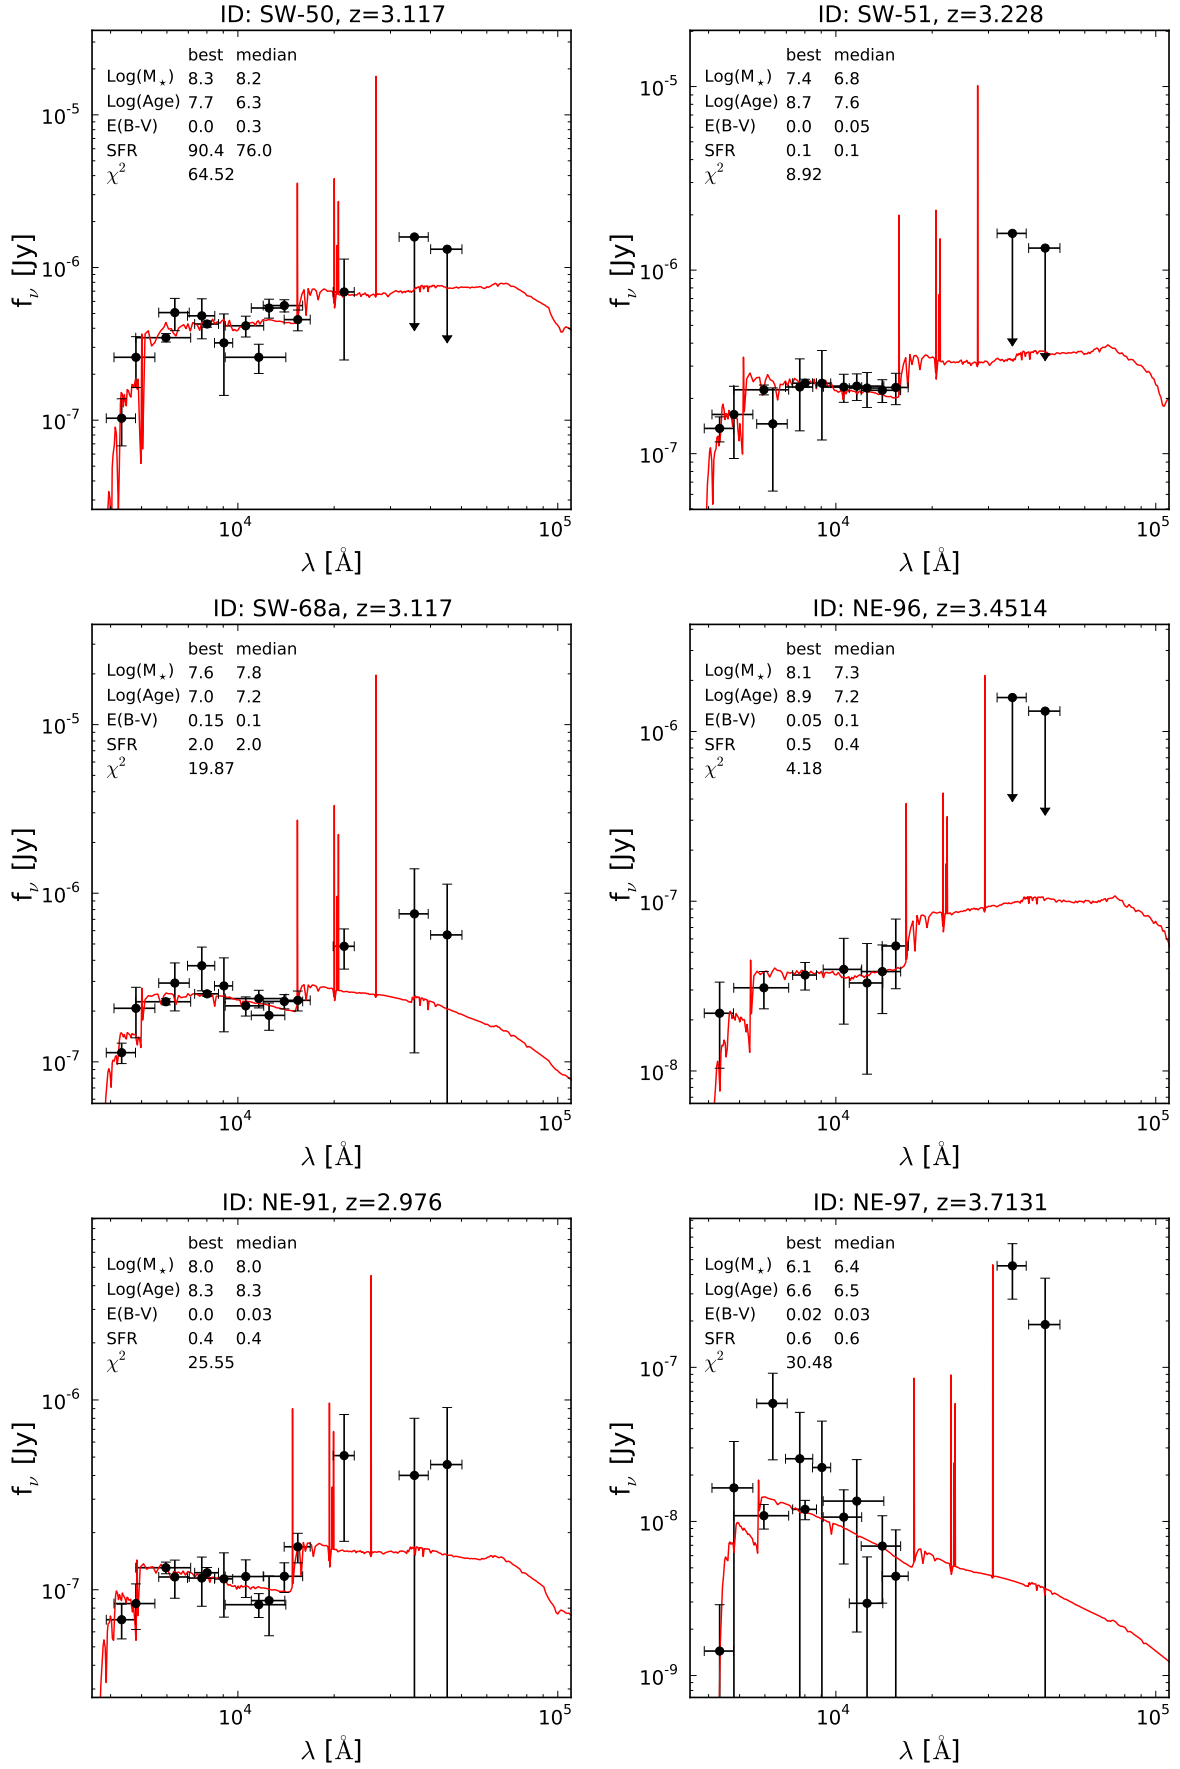 ID: SW-50, z=3.117
best median
Log(M⋆) 8.3 8.2
Log(Age) 7.7 6.3
E(B-V) 0.0 0.3
SFR 90.4 76.0
χ² 64.52
10⁻⁵
10⁻⁶
10⁻⁷
fν [Jy]
10⁴ 10⁵
λ [Å]
ID: SW-51, z=3.228
best median
Log(M⋆) 7.4 6.8
Log(Age) 8.7 7.6
E(B-V) 0.0 0.05
SFR 0.1 0.1
χ² 8.92
10⁻⁵
10⁻⁶
10⁻⁷
fν [Jy]
10⁴ 10⁵
λ [Å]
ID: SW-68a, z=3.117
best median
Log(M⋆) 7.6 7.8
Log(Age) 7.0 7.2
E(B-V) 0.15 0.1
SFR 2.0 2.0
χ² 19.87
10⁻⁵
10⁻⁶
10⁻⁷
fν [Jy]
10⁴ 10⁵
λ [Å]
ID: NE-96, z=3.4514
best median
Log(M⋆) 8.1 7.3
Log(Age) 8.9 7.2
E(B-V) 0.05 0.1
SFR 0.5 0.4
χ² 4.18
10⁻⁶
10⁻⁷
10⁻⁸
fν [Jy]
10⁴ 10⁵
λ [Å]
ID: NE-91, z=2.976
best median
Log(M⋆) 8.0 8.0
Log(Age) 8.3 8.3
E(B-V) 0.0 0.03
SFR 0.4 0.4
χ² 25.55
10⁻⁶
10⁻⁷
fν [Jy]
10⁴ 10⁵
λ [Å]
ID: NE-97, z=3.7131
best median
Log(M⋆) 6.1 6.4
Log(Age) 6.6 6.5
E(B-V) 0.02 0.03
SFR 0.6 0.6
χ² 30.48
10⁻⁷
10⁻⁸
10⁻⁹
fν [Jy]
10⁴ 10⁵
λ [Å]